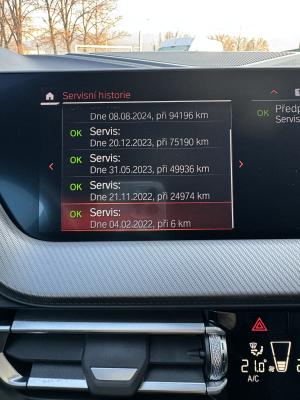 Servisní historie
Dne 08.08.2024, při 94196 km
OK Servis:
Dne 20.12.2023, při 75190 km
OK Servis:
Dne 31.05.2023, při 49936 km
OK Servis:
Dne 21.11.2022, při 24974 km
OK Servis:
Dne 04.02.2022, při 6 km
OK Předp
Servis
21.0°
A/C